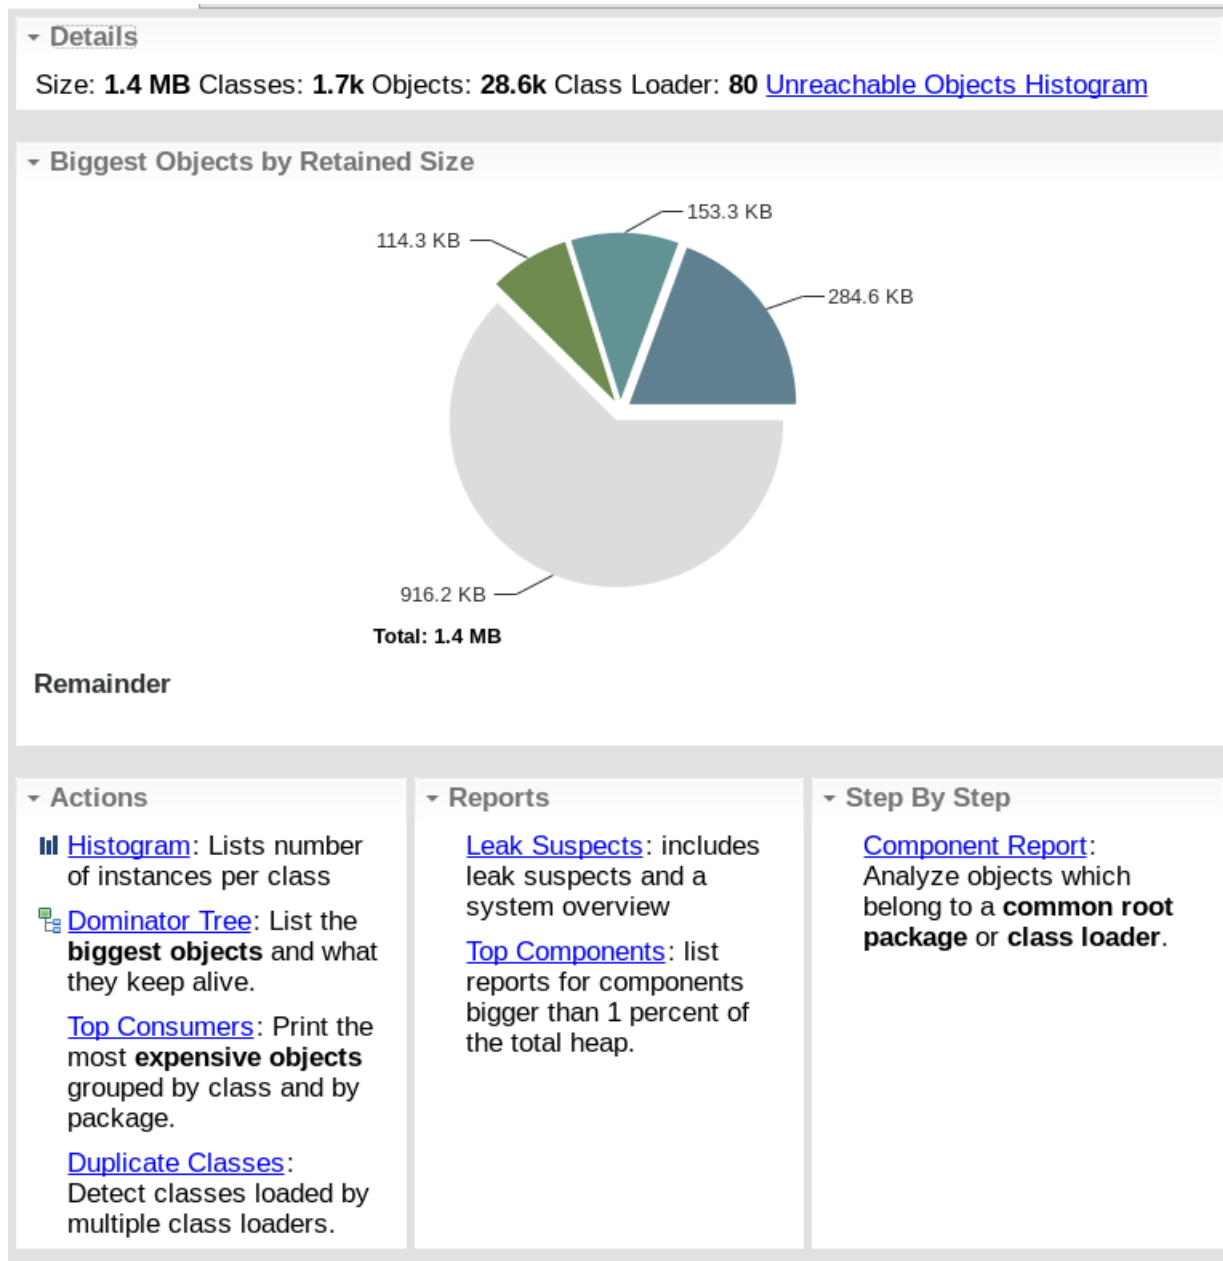 Details
Size: 1.4 MB Classes: 1.7k Objects: 28.6k Class Loader: 80 Unreachable Objects Histogram
Biggest Objects by Retained Size
153.3 KB
114.3 KB
284.6 KB
916.2 KB
Total: 1.4 MB
Remainder
Actions
Histogram: Lists number
of instances per class
Dominator Tree: List the
biggest objects and what
they keep alive.
Top Consumers: Print the
most expensive objects
grouped by class and by
package.
Duplicate Classes:
Detect classes loaded by
multiple class loaders.
Reports
Leak Suspects: includes
leak suspects and a
system overview
Top Components: list
reports for components
bigger than 1 percent of
the total heap.
Step By Step
Component Report:
Analyze objects which
belong to a common root
package or class loader.